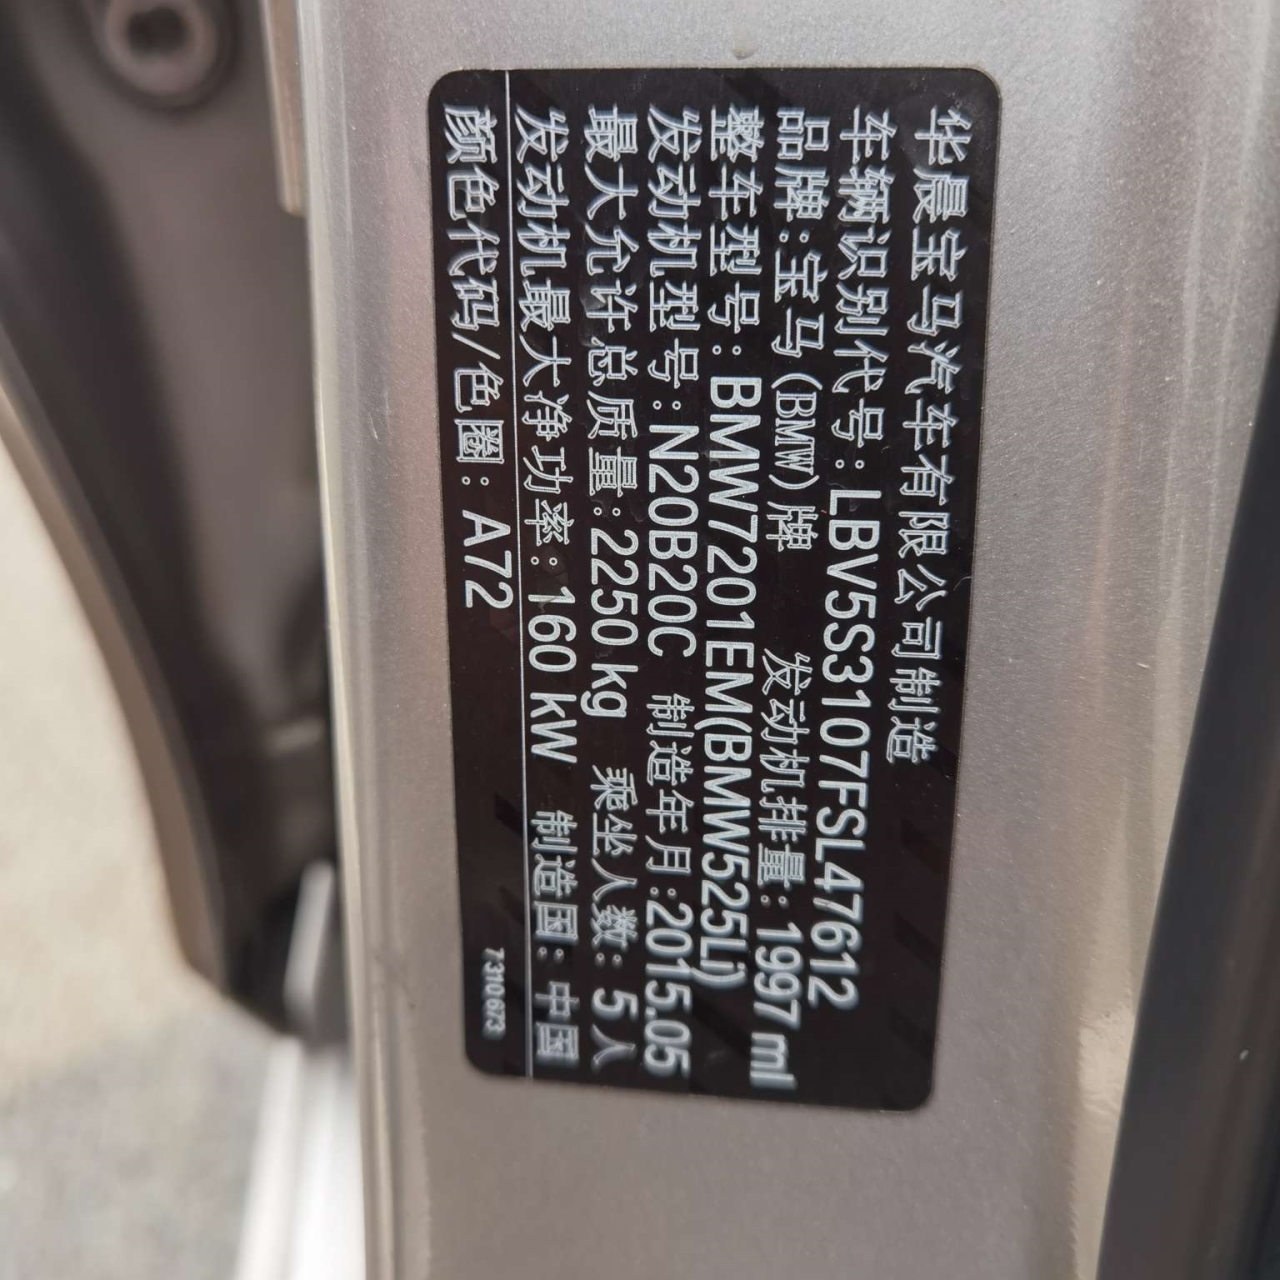 华晨宝马汽车有限公司制造
车辆识别代号:LBV5S3107FSL47612
品牌:宝马(BMW)牌 发动机排量:1997 ml
整车型号:BMW7201EM(BMW525Li)
发动机型号:N20B20C 制造年月:2015.05
最大允许总质量:2250 kg 乘坐人数:5人
发动机最大净功率:160 kW 制造国:中国
颜色代码/色圈:A72
7310673